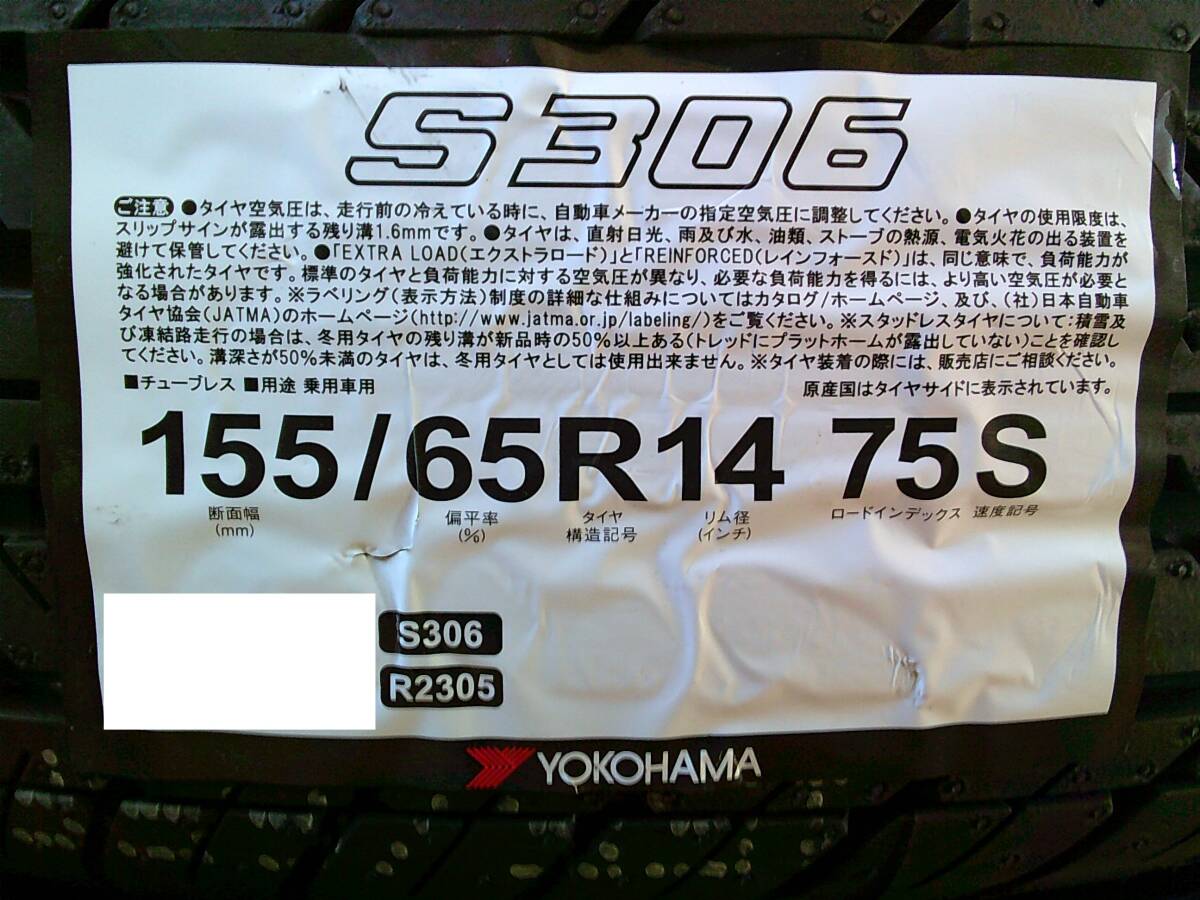 S306
ご注意 ●タイヤ空気圧は、走行前の冷えている時に、自動車メーカーの指定空気圧に調整してください。●タイヤの使用限度は、
スリップサインが露出する残り溝1.6mmです。●タイヤは、直射日光、雨及び水、油類、ストーブの熱源、電気火花の出る装置を
避けて保管してください。●「EXTRA LOAD(エクストラロード)」と「REINFORCED(レインフォースド)」は、同じ意味で、負荷能力が
強化されたタイヤです。標準のタイヤと負荷能力に対する空気圧が異なり、必要な負荷能力を得るには、より高い空気圧が必要と
なる場合があります。※ラベリング(表示方法)制度の詳細な仕組みについてはカタログ/ホームページ、及び、(社)日本自動車
タイヤ協会(JATMA)のホームページ(http://www.jatma.or.jp/labeling/)をご覧ください。※スタッドレスタイヤについて:積雪及
び凍結路走行の場合は、冬用タイヤの残り溝が新品時の50%以上ある(トレッドにプラットホームが露出していない)ことを確認し
てください。溝深さが50%未満のタイヤは、冬用タイヤとしては使用出来ません。※タイヤ装着の際には、販売店にご相談ください。
■チューブレス ■用途 乗用車用 原産国はタイヤサイドに表示されています。
155/65R14 75S
断面幅 偏平率 タイヤ リム径 ロードインデックス 速度記号
(mm) (%) 構造記号 (インチ)
S306
R2305
YOKOHAMA